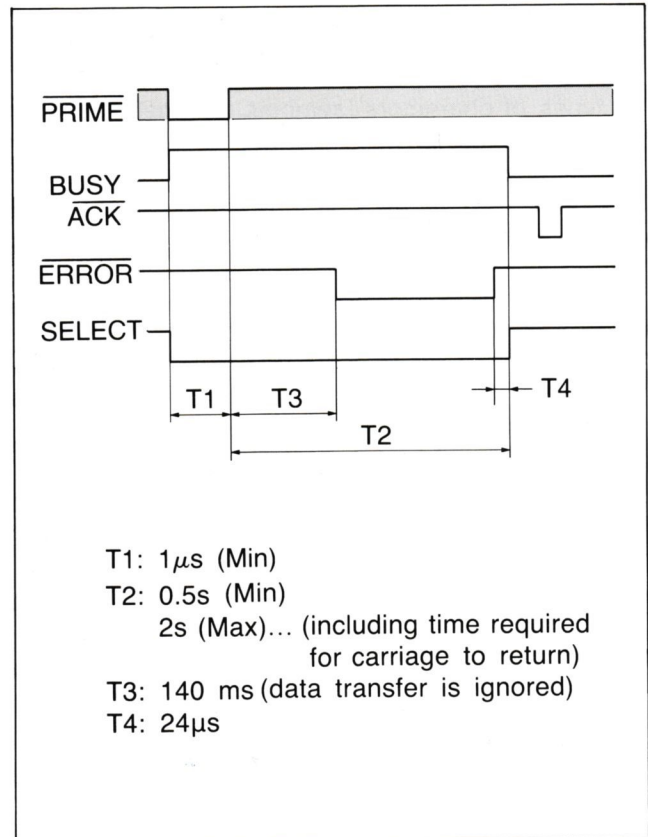 PRIME
BUSY
ACK
ERROR
SELECT
T1 T3 T4
T2
T1: 1μs (Min)
T2: 0.5s (Min)
2s (Max)... (including time required
for carriage to return)
T3: 140 ms (data transfer is ignored)
T4: 24μs